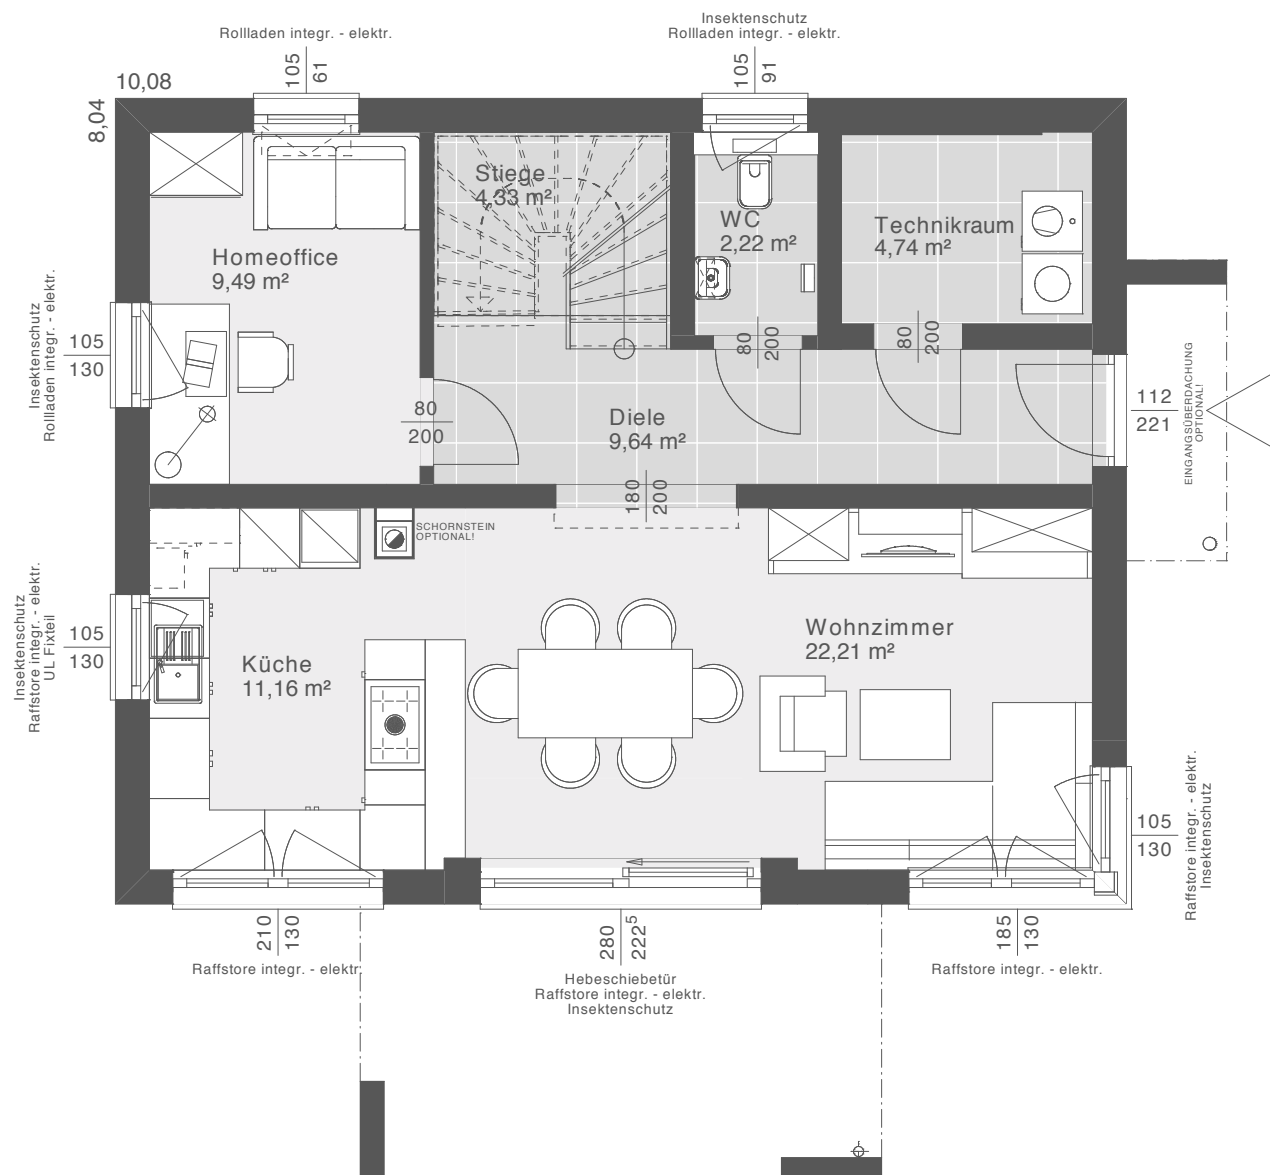 Rollladen integr. - elektr.
105
61
Insektenschutz
Rollladen integr. - elektr.
105
91
10,08
8,04
Stiege
4,33 m²
WC
2,22 m²
Technikraum
4,74 m²
Homeoffice
9,49 m²
Insektenschutz
Rollladen integr. - elektr.
105
130
80
200
80
200
80
200
Diele
9,64 m²
112
221
EINGANGSÜBERDACHUNG
OPTIONAL!
180
200
SCHORNSTEIN
OPTIONAL!
Insektenschutz
Raffstore integr. - elektr.
UL Fixteil
105
130
Küche
11,16 m²
Wohnzimmer
22,21 m²
105
130
Raffstore integr. - elektr.
Insektenschutz
210
130
Raffstore integr. - elektr.
280
222⁵
Hebeschiebetür
Raffstore integr. - elektr.
Insektenschutz
185
130
Raffstore integr. - elektr.